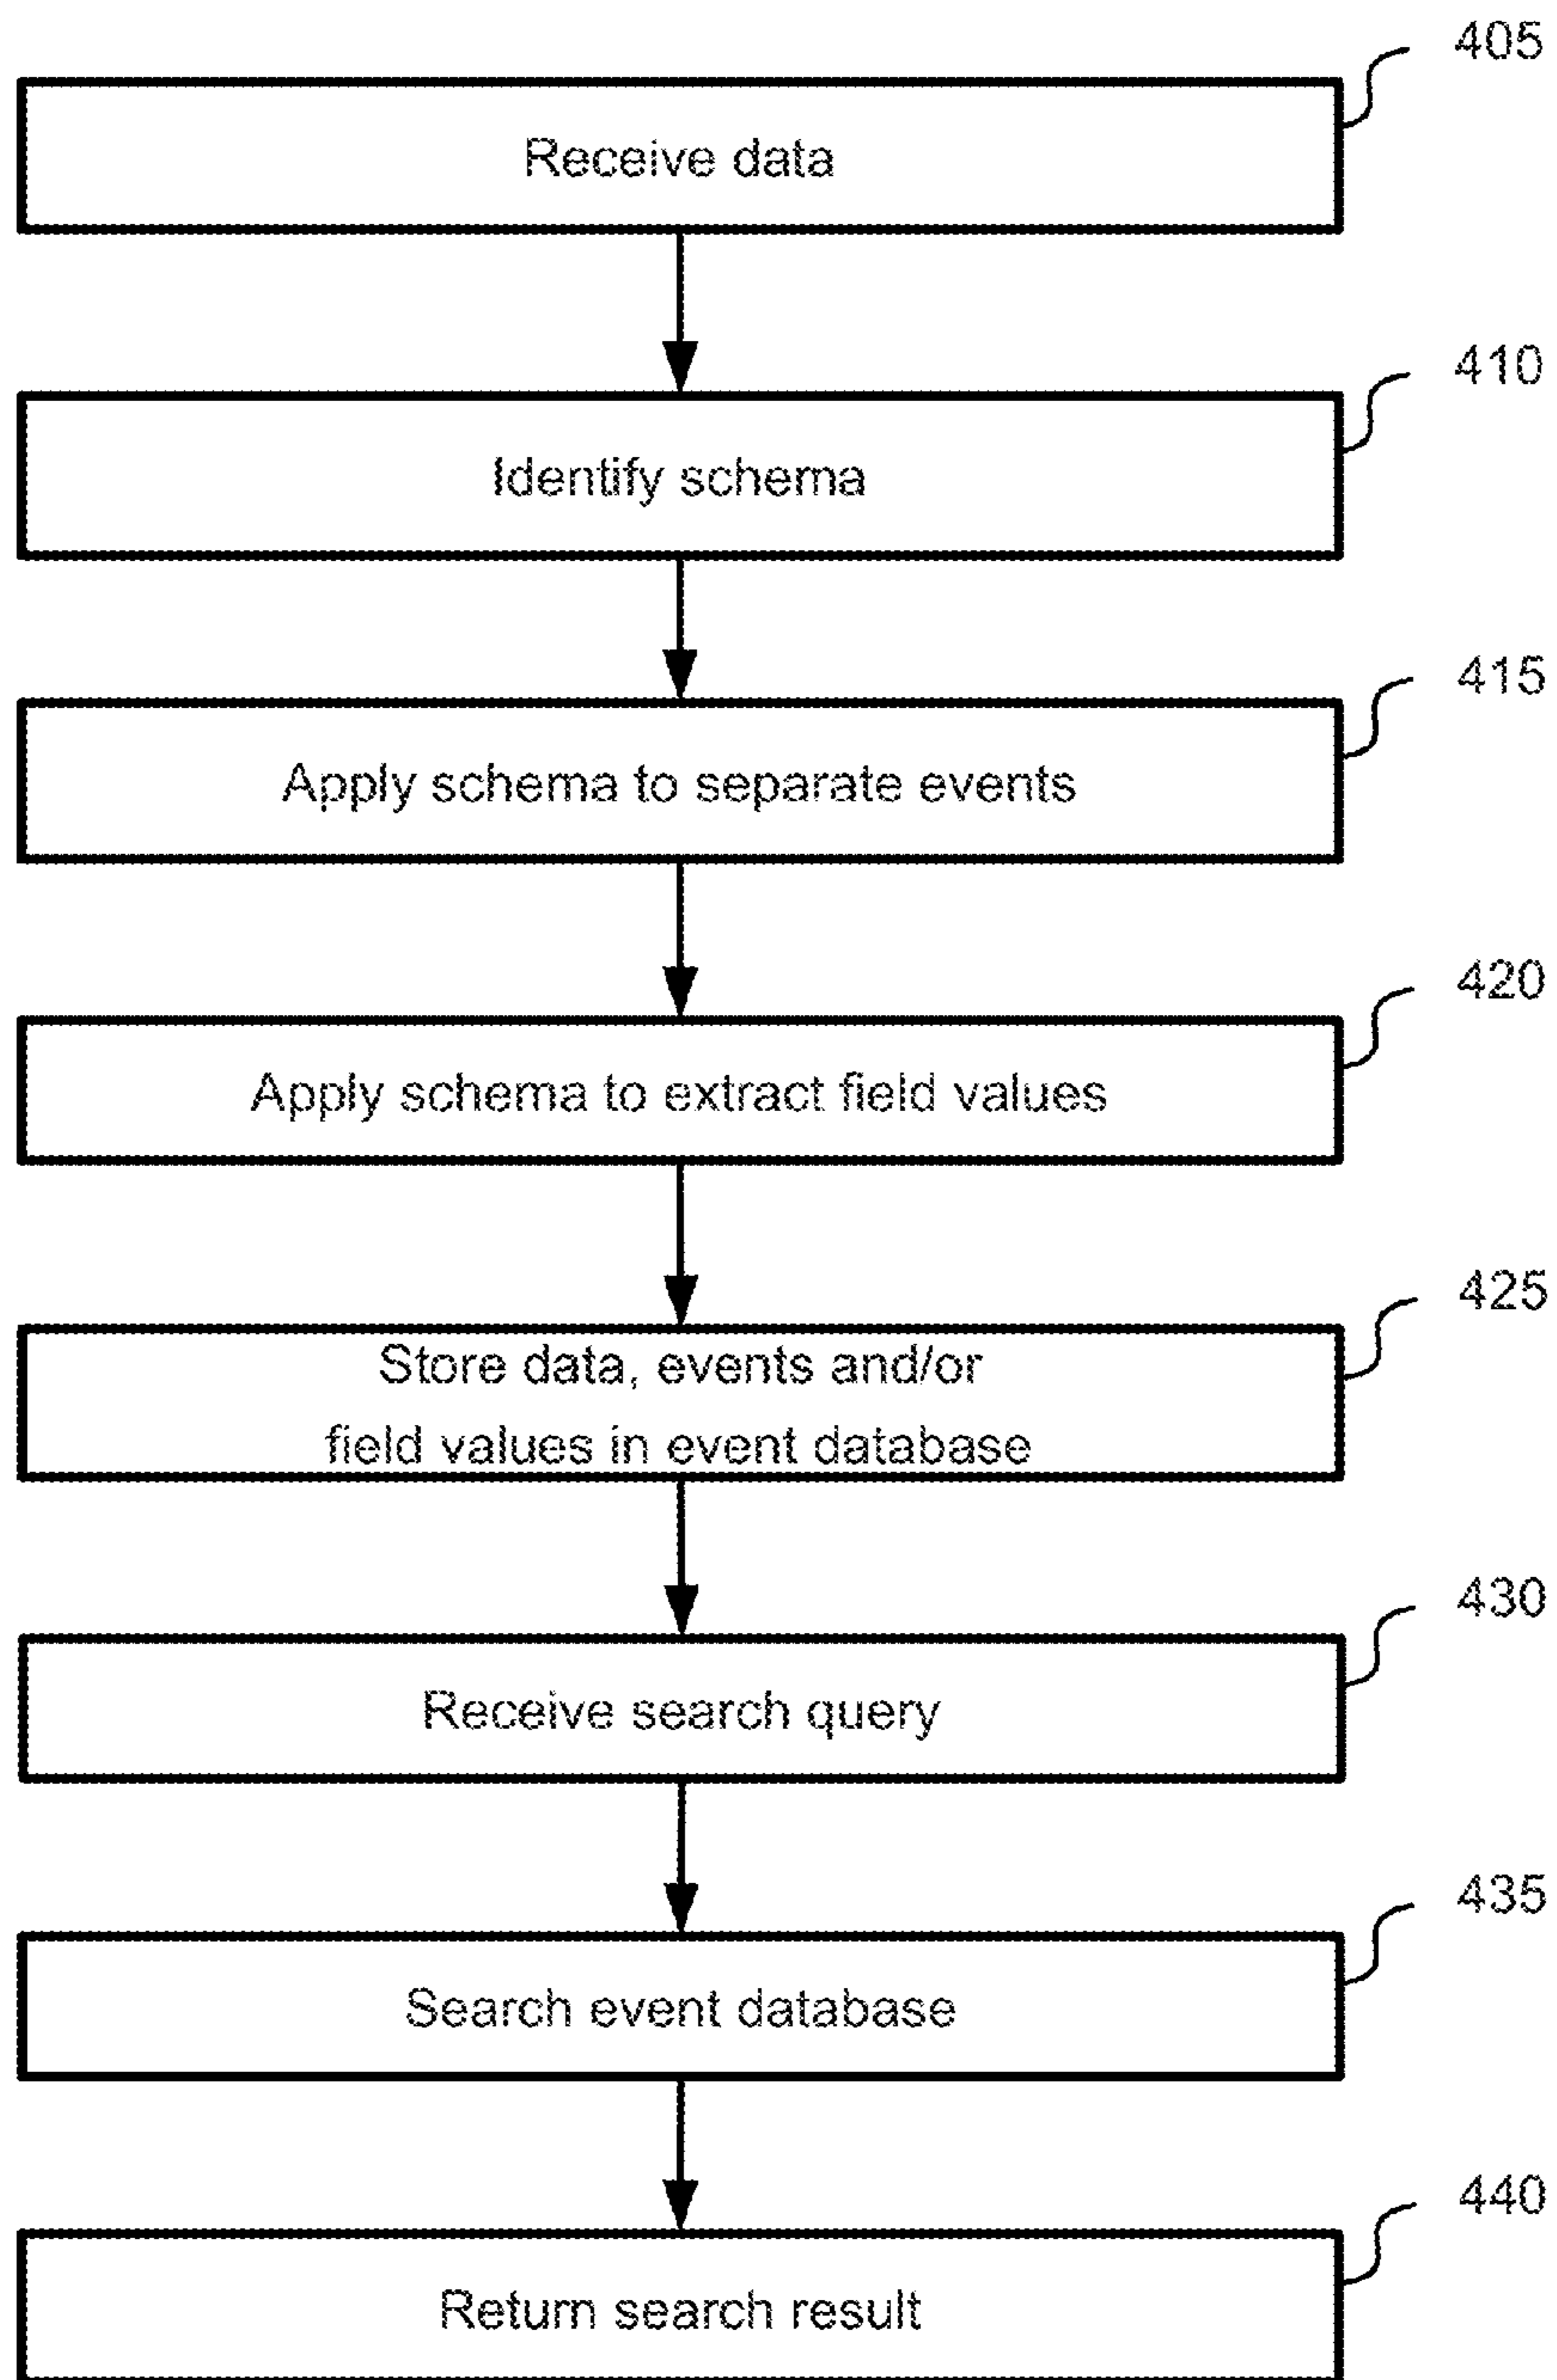 405
Receive data
410
Identify schema
415
Apply schema to separate events
420
Apply schema to extract field values
425
Store data, events and/or
field values in event database
430
Receive search query
435
Search event database
440
Return search result